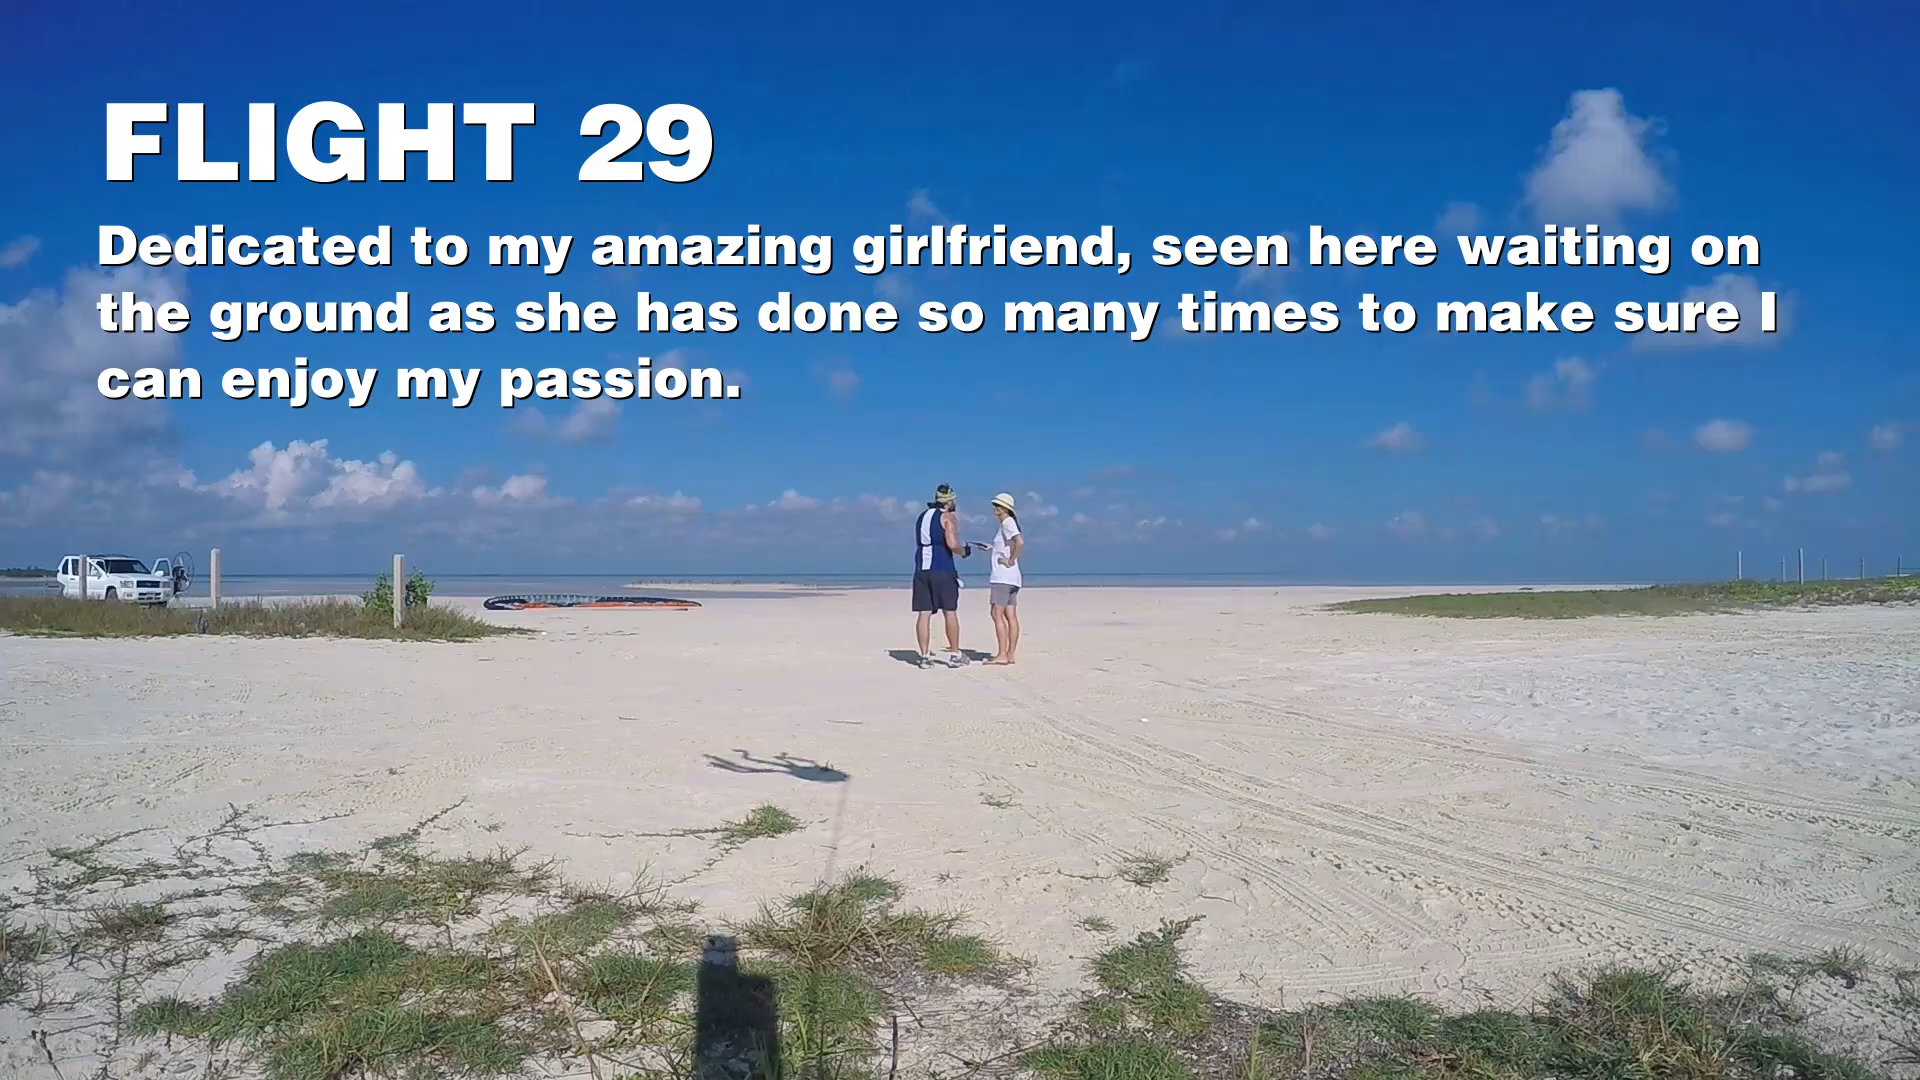 FLIGHT 29
Dedicated to my amazing girlfriend, seen here waiting on
the ground as she has done so many times to make sure I
can enjoy my passion.